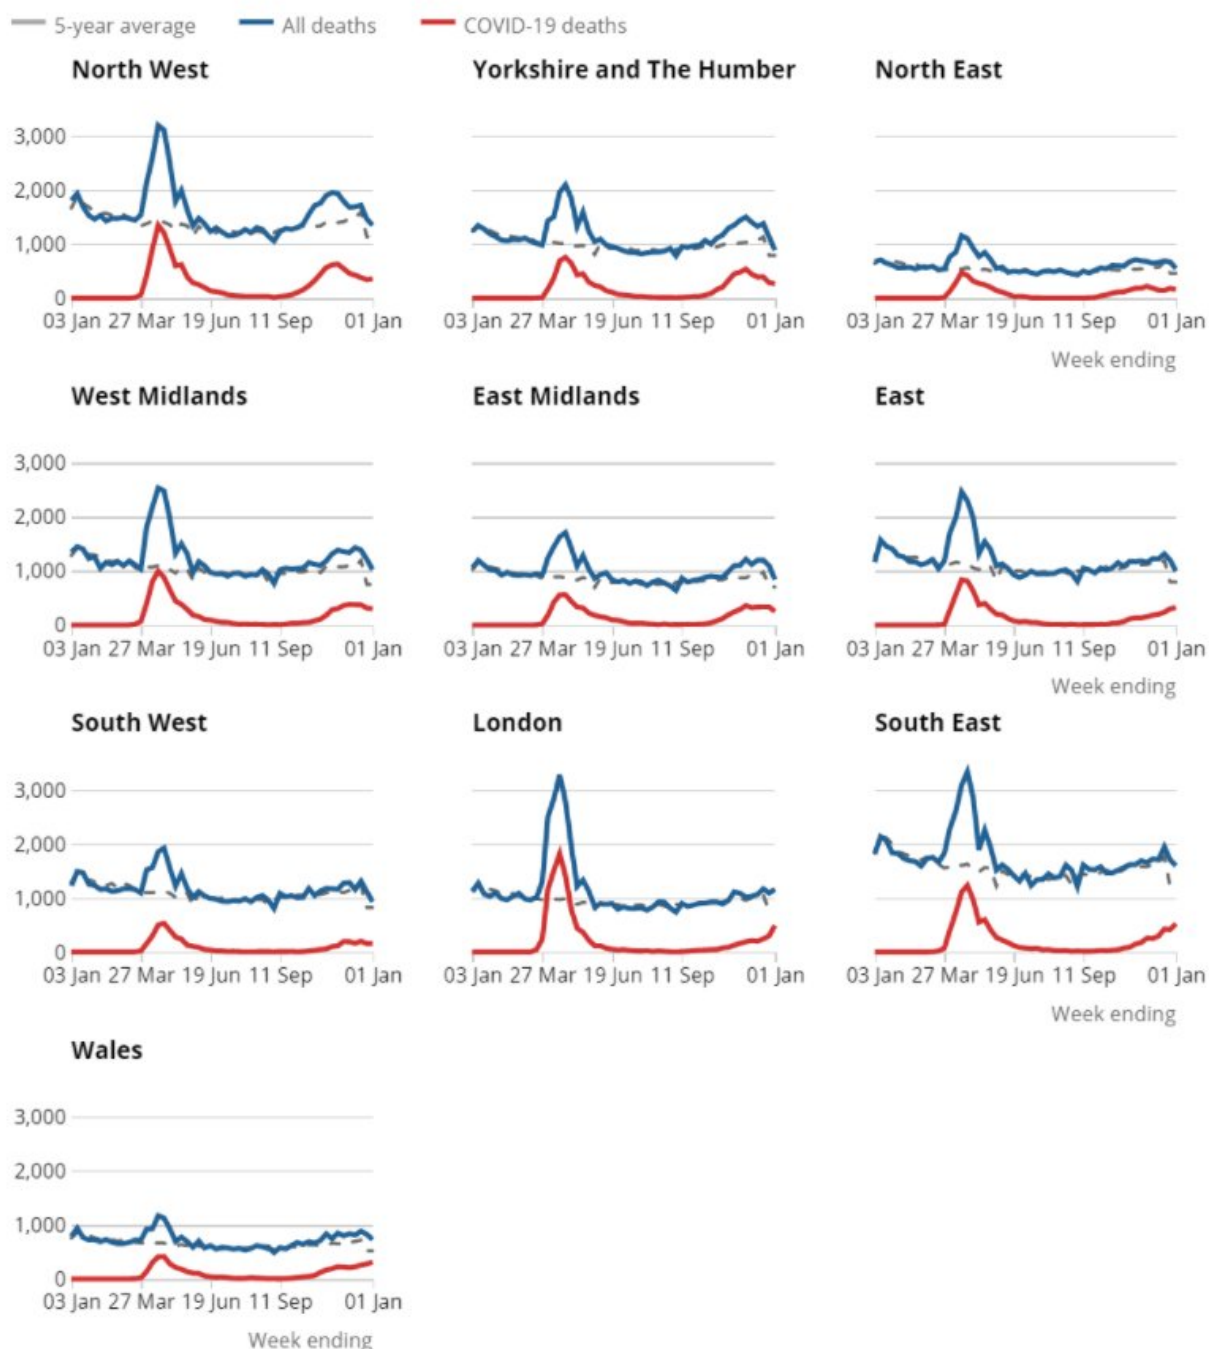 5-year average All deaths COVID-19 deaths
North West Yorkshire and The Humber North East
3,000
2,000
1,000
0
03 Jan 27 Mar 19 Jun 11 Sep 01 Jan 03 Jan 27 Mar 19 Jun 11 Sep 01 Jan 03 Jan 27 Mar 19 Jun 11 Sep 01 Jan
Week ending
West Midlands East Midlands East
3,000
2,000
1,000
0
03 Jan 27 Mar 19 Jun 11 Sep 01 Jan 03 Jan 27 Mar 19 Jun 11 Sep 01 Jan 03 Jan 27 Mar 19 Jun 11 Sep 01 Jan
Week ending
South West London South East
3,000
2,000
1,000
0
03 Jan 27 Mar 19 Jun 11 Sep 01 Jan 03 Jan 27 Mar 19 Jun 11 Sep 01 Jan 03 Jan 27 Mar 19 Jun 11 Sep 01 Jan
Week ending
Wales
3,000
2,000
1,000
0
03 Jan 27 Mar 19 Jun 11 Sep 01 Jan
Week ending